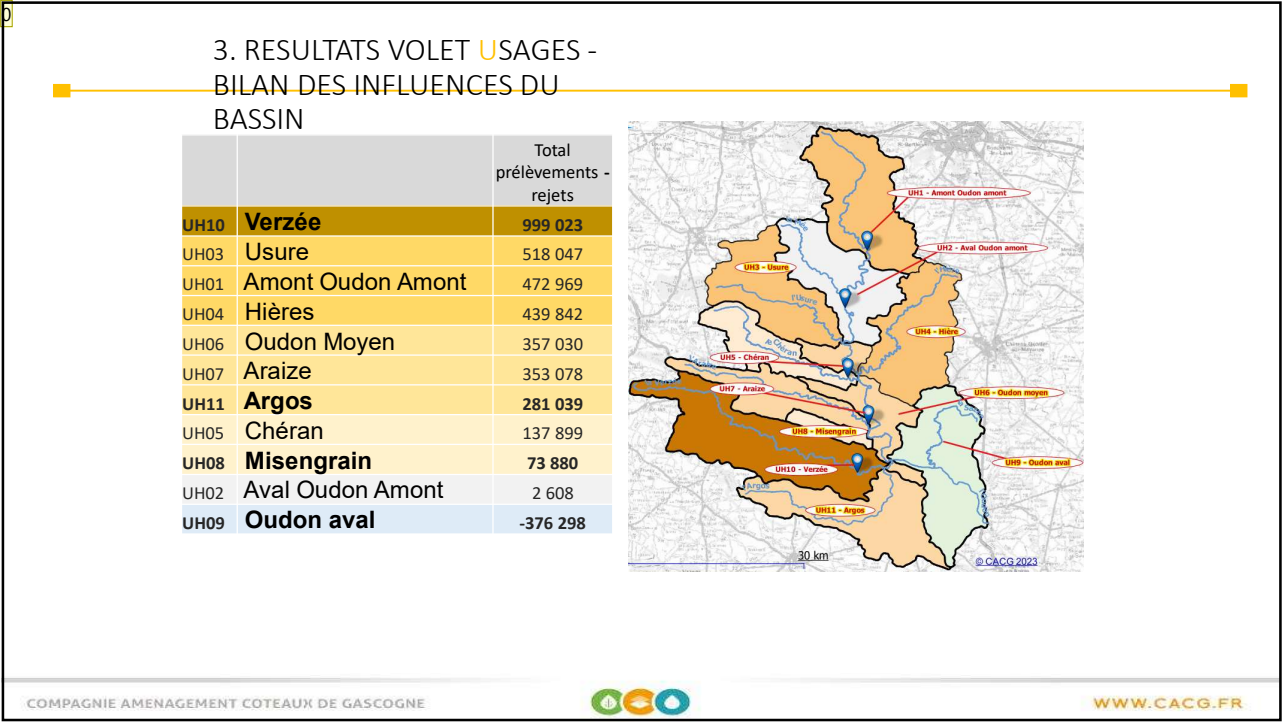 0
3. RESULTATS VOLET USAGES -
BILAN DES INFLUENCES DU
BASSIN
Total
prélèvements -
rejets
UH10 Verzée 999 023
UH03 Usure 518 047
UH01 Amont Oudon Amont 472 969
UH04 Hières 439 842
UH06 Oudon Moyen 357 030
UH07 Araize 353 078
UH11 Argos 281 039
UH05 Chéran 137 899
UH08 Misengrain 73 880
UH02 Aval Oudon Amont 2 608
UH09 Oudon aval -376 298
UH1 - Amont Oudon amont
UH2 - Aval Oudon amont
UH3 - Usure
l'Usure
UH4 - Hière
le Chéran
UH5 - Chéran
UH7 - Araize
UH6 - Oudon moyen
UH8 - Misengrain
UH9 - Oudon aval
UH10 - Verzée
l'Argos
UH11 - Argos
30 km
© CACG 2023
COMPAGNIE AMENAGEMENT COTEAUX DE GASCOGNE
WWW.CACG.FR